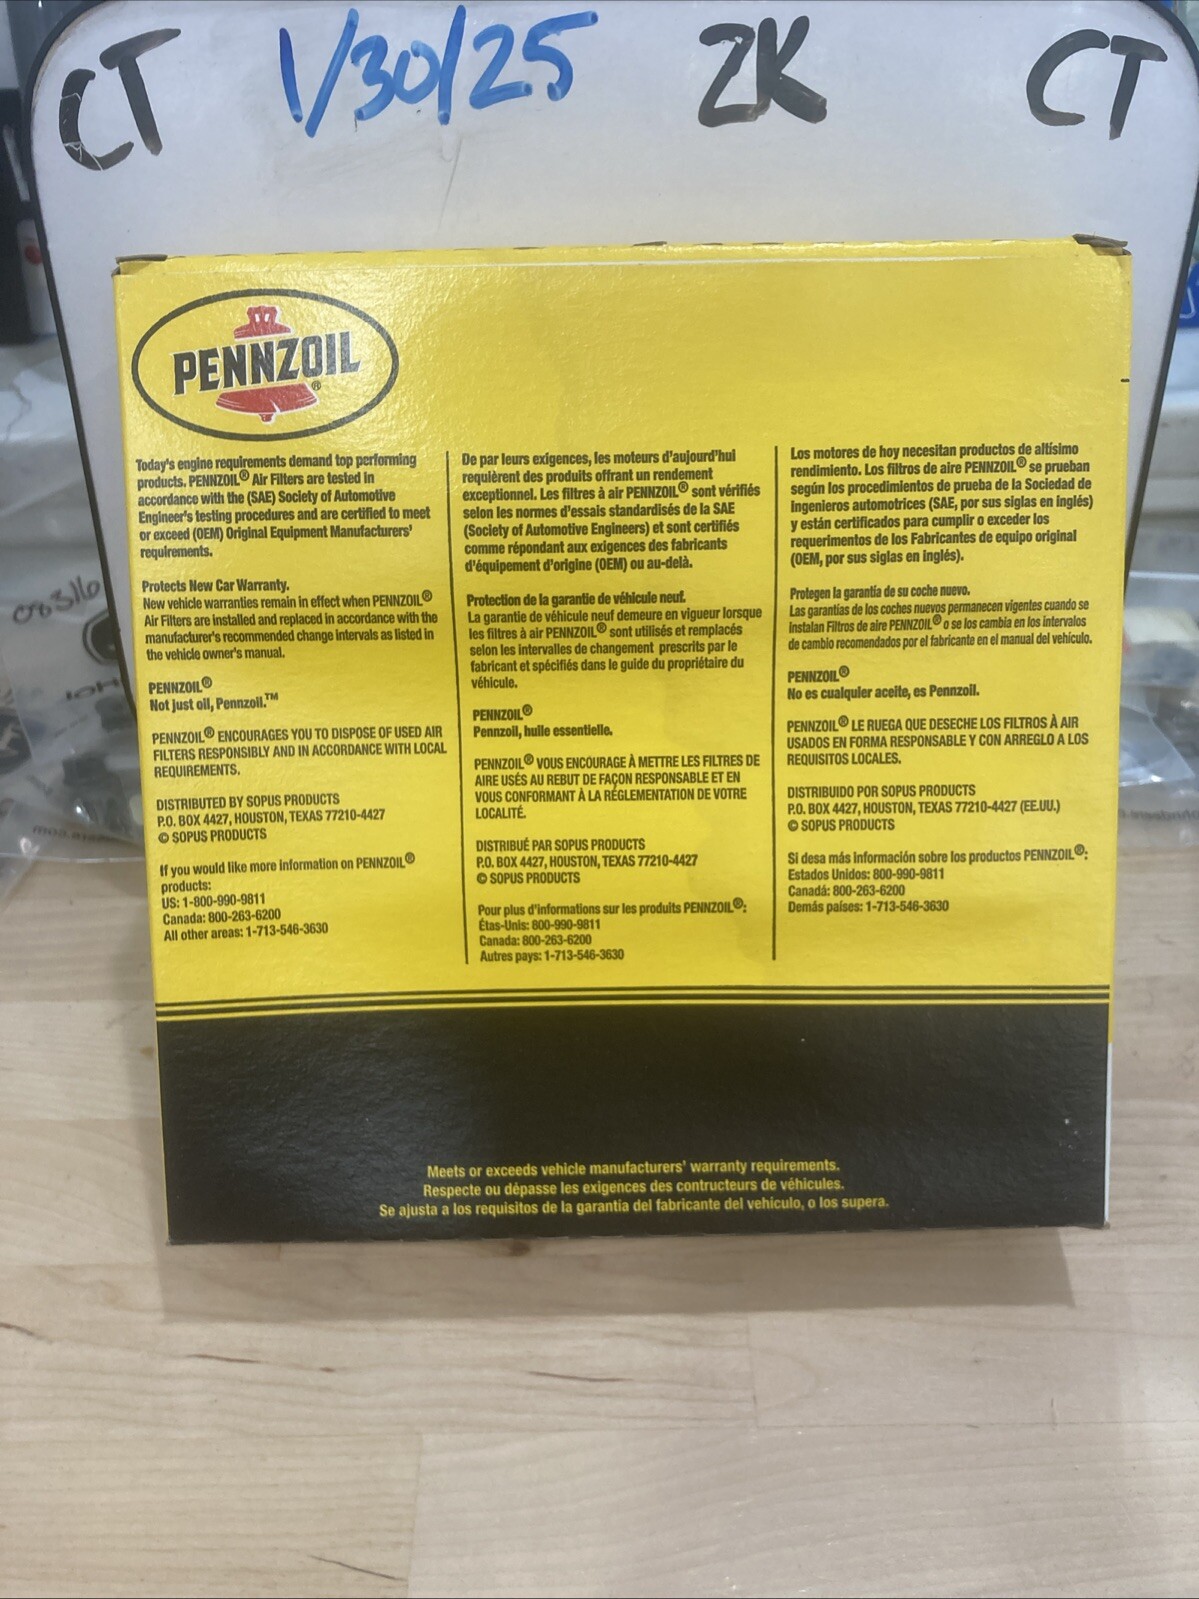 CT 1/30/25 ZK CT
PENNZOIL®
Today's engine requirements demand top performing
products. PENNZOIL® Air Filters are tested in
accordance with the (SAE) Society of Automotive
Engineer's testing procedures and are certified to meet
or exceed (OEM) Original Equipment Manufacturers'
requirements.
Protects New Car Warranty.
New vehicle warranties remain in effect when PENNZOIL®
Air Filters are installed and replaced in accordance with the
manufacturer's recommended change intervals as listed in
the vehicle owner's manual.
PENNZOIL®
Not just oil, Pennzoil.™
PENNZOIL® ENCOURAGES YOU TO DISPOSE OF USED AIR
FILTERS RESPONSIBLY AND IN ACCORDANCE WITH LOCAL
REQUIREMENTS.
DISTRIBUTED BY SOPUS PRODUCTS
P.O. BOX 4427, HOUSTON, TEXAS 77210-4427
© SOPUS PRODUCTS
If you would like more information on PENNZOIL®
products:
US: 1-800-990-9811
Canada: 800-263-6200
All other areas: 1-713-546-3630
De par leurs exigences, les moteurs d'aujourd'hui
requièrent des produits offrant un rendement
exceptionnel. Les filtres à air PENNZOIL® sont vérifiés
selon les normes d'essais standardisés de la SAE
(Society of Automotive Engineers) et sont certifiés
comme répondant aux exigences des fabricants
d'équipement d'origine (OEM) ou au-delà.
Protection de la garantie de véhicule neuf.
La garantie de véhicule neuf demeure en vigueur lorsque
les filtres à air PENNZOIL® sont utilisés et remplacés
selon les intervalles de changement prescrits par le
fabricant et spécifiés dans le guide du propriétaire du
véhicule.
PENNZOIL®
Pennzoil, huile essentielle.
PENNZOIL® VOUS ENCOURAGE À METTRE LES FILTRES DE
AIRE USÉS AU REBUT DE FAÇON RESPONSABLE ET EN
VOUS CONFORMANT À LA RÉGLEMENTATION DE VOTRE
LOCALITÉ.
DISTRIBUÉ PAR SOPUS PRODUCTS
P.O. BOX 4427, HOUSTON, TEXAS 77210-4427
© SOPUS PRODUCTS
Pour plus d'informations sur les produits PENNZOIL®:
Étas-Unis: 800-990-9811
Canada: 800-263-6200
Autres pays: 1-713-546-3630
Los motores de hoy necesitan productos de altísimo
rendimiento. Los filtros de aire PENNZOIL® se prueban
según los procedimientos de prueba de la Sociedad de
Ingenieros automotrices (SAE, por sus siglas en inglés)
y están certificados para cumplir o exceder los
requerimentos de los Fabricantes de equipo original
(OEM, por sus siglas en inglés).
Protegen la garantía de su coche nuevo.
Las garantías de los coches nuevos permanecen vigentes cuando se
instalan Filtros de aire PENNZOIL® o se los cambia en los intervalos
de cambio recomendados por el fabricante en el manual del vehículo.
PENNZOIL®
No es cualquier aceite, es Pennzoil.
PENNZOIL® LE RUEGA QUE DESECHE LOS FILTROS À AIR
USADOS EN FORMA RESPONSABLE Y CON ARREGLO A LOS
REQUISITOS LOCALES.
DISTRIBUIDO POR SOPUS PRODUCTS
P.O. BOX 4427, HOUSTON, TEXAS 77210-4427 (EE.UU.)
© SOPUS PRODUCTS
Si desa más información sobre los productos PENNZOIL®:
Estados Unidos: 800-990-9811
Canadá: 800-263-6200
Demás países: 1-713-546-3630
Meets or exceeds vehicle manufacturers' warranty requirements.
Respecte ou dépasse les exigences des contructeurs de véhicules.
Se ajusta a los requisitos de la garantía del fabricante del vehículo, o los supera.